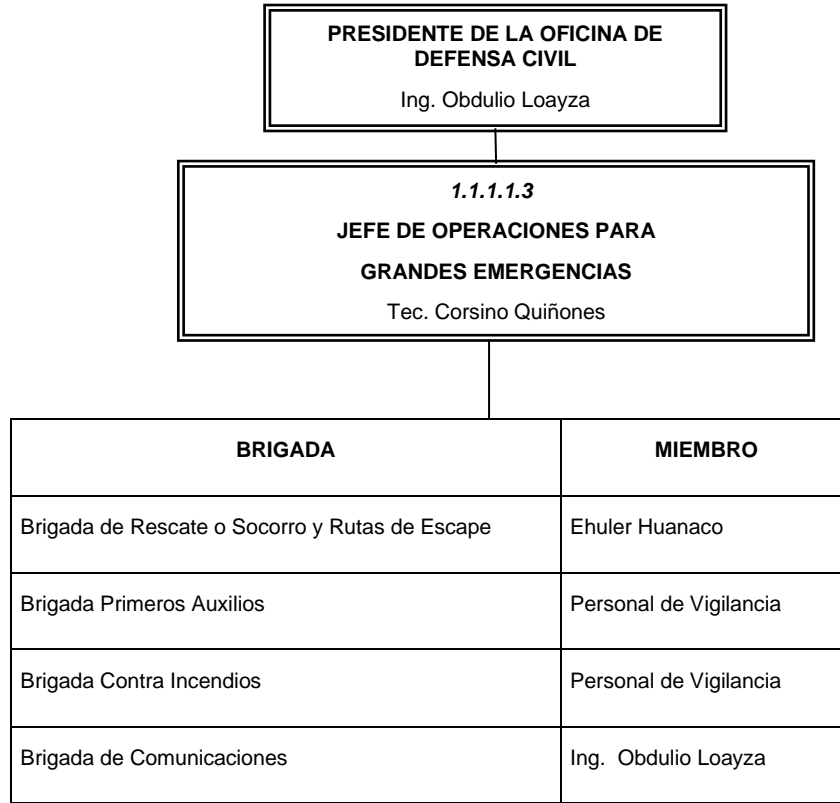 PRESIDENTE DE LA OFICINA DE
DEFENSA CIVIL
Ing. Obdulio Loayza
1.1.1.1.3
JEFE DE OPERACIONES PARA
GRANDES EMERGENCIAS
Tec. Corsino Quiñones
BRIGADA MIEMBRO
Brigada de Rescate o Socorro y Rutas de Escape Ehuler Huanaco
Brigada Primeros Auxilios Personal de Vigilancia
Brigada Contra Incendios Personal de Vigilancia
Brigada de Comunicaciones Ing. Obdulio Loayza